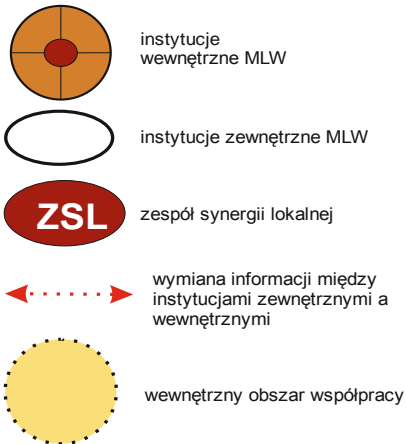 instytucje
wewnętrzne MLW
instytucje zewnętrzne MLW
ZSL
zespół synergii lokalnej
wymiana informacji między
instytucjami zewnętrznymi a
wewnętrznymi
wewnętrzny obszar współpracy